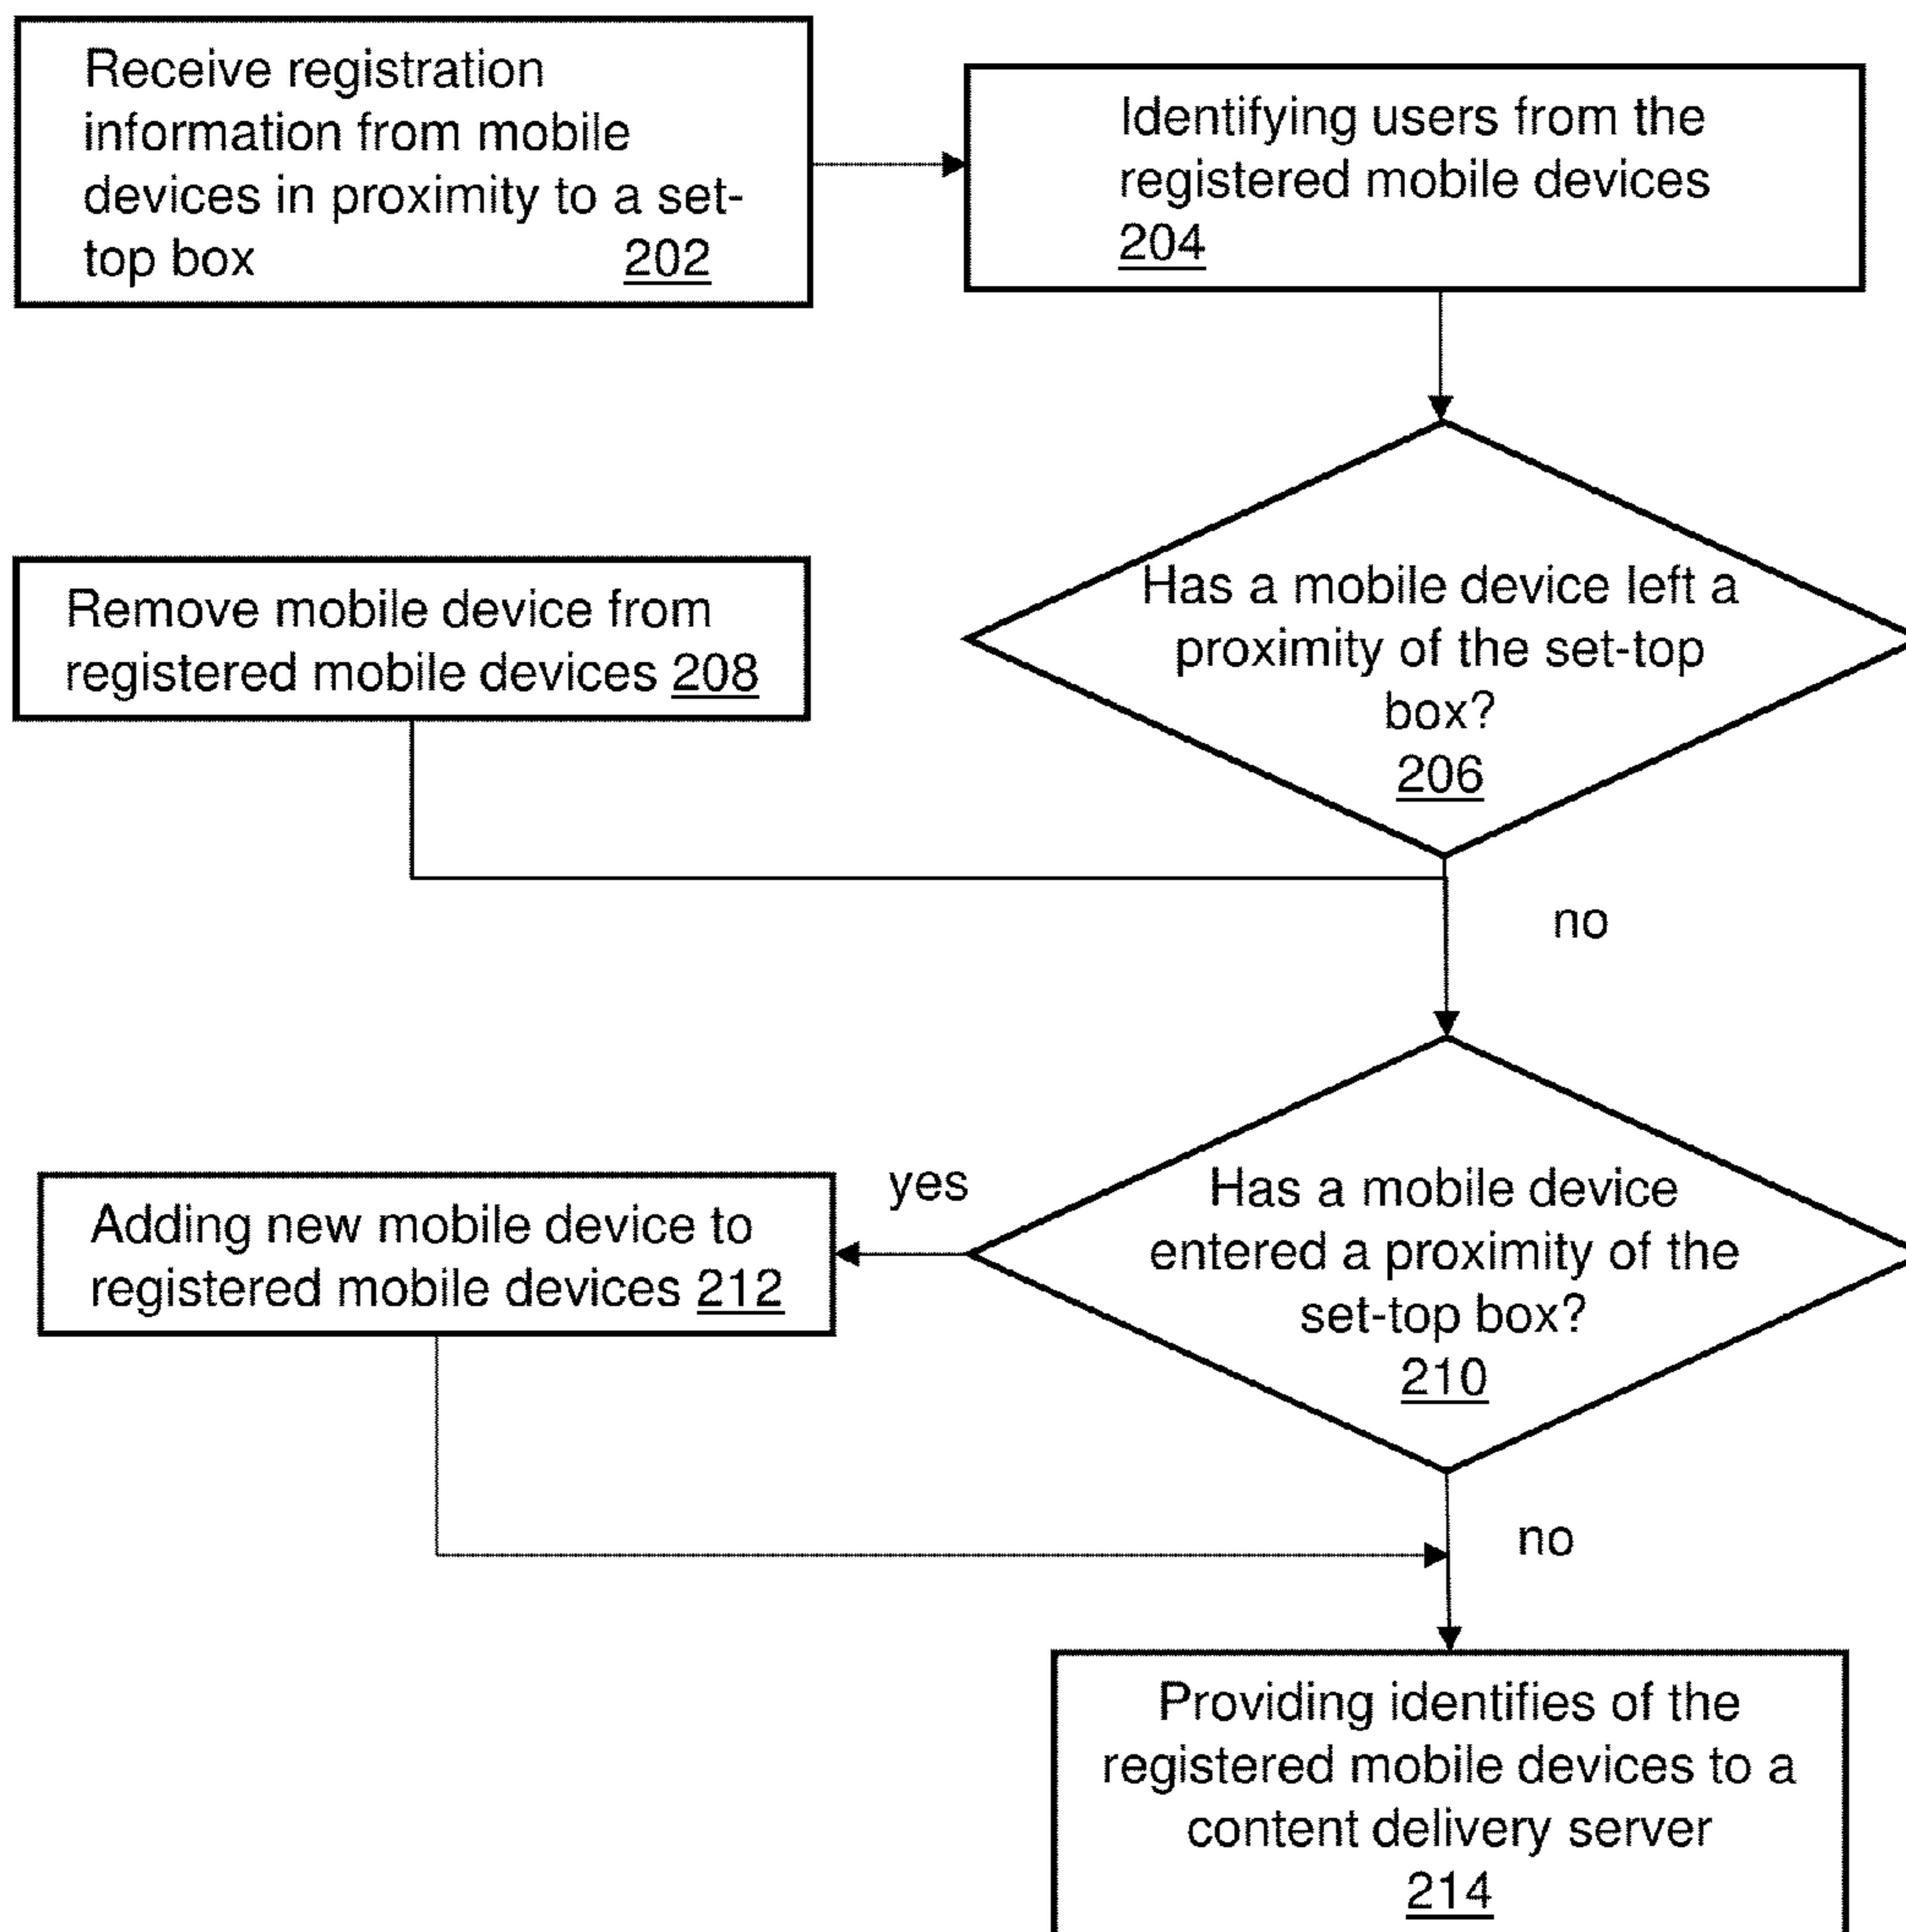 Receive registration
information from mobile
devices in proximity to a set-
top box 202
Identifying users from the
registered mobile devices
204
Has a mobile device left a
proximity of the set-top
box?
206
Remove mobile device from
registered mobile devices 208
no
Has a mobile device
entered a proximity of the
set-top box?
210
yes
Adding new mobile device to
registered mobile devices 212
no
Providing identifies of the
registered mobile devices to a
content delivery server
214